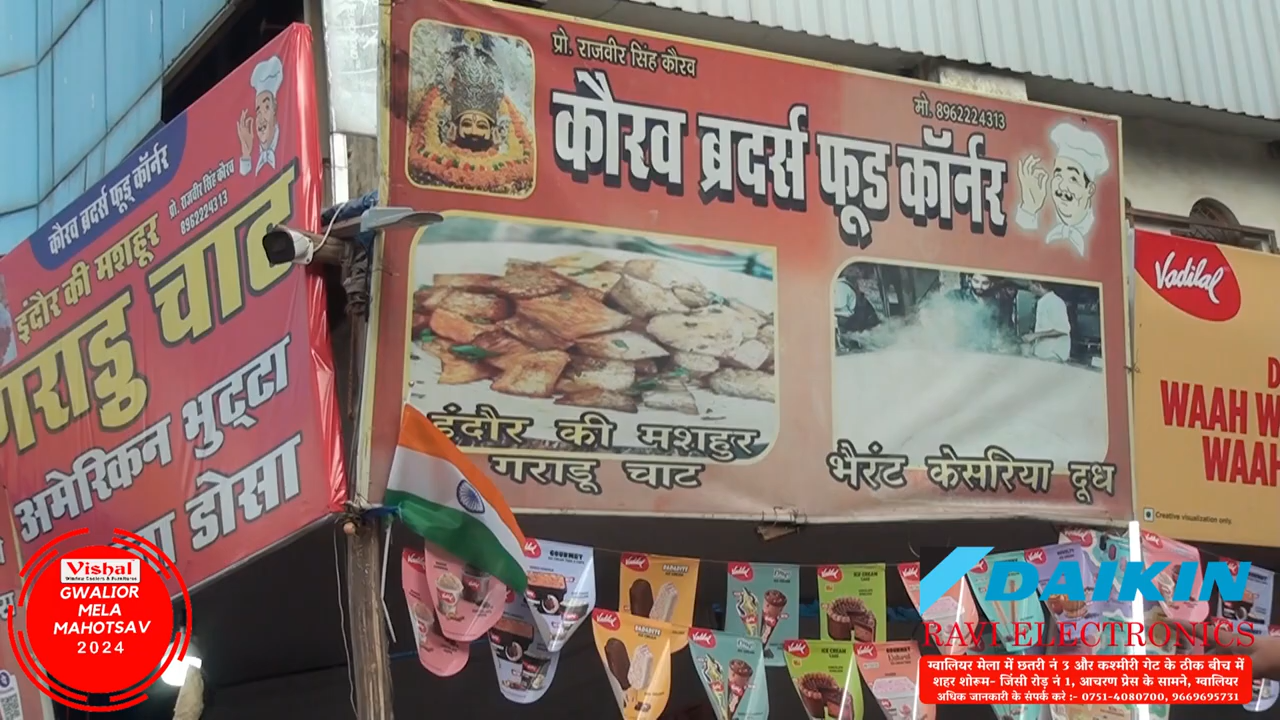 प्रो. राजवीर सिंह कौरव
मो. 8962224313
कौरव ब्रदर्स फूड कॉर्नर
इंदौर की मशहुर
गराडू चाट
भैरंट केसरिया दूध
कौरव ब्रदर्स फूड कॉर्नर
प्रो. राजवीर सिंह कौरव
8962224313
इंदौर की मशहूर
गराडु चाट
अमेरिकन भुट्टा
डोसा
Vadilal
WAAH W
WAAH
Creative visualization only.
Vishal
GWALIOR
MELA
MAHOTSAV
2024
DAIKIN
RAVI ELECTRONICS
ग्वालियर मेला में छतरी नं 3 और कश्मीरी गेट के ठीक बीच में
शहर शोरूम- जिंसी रोड़ नं 1, आचरण प्रेस के सामने, ग्वालियर
अधिक जानकारी के संपर्क करे :- 0751-4080700, 9669695731